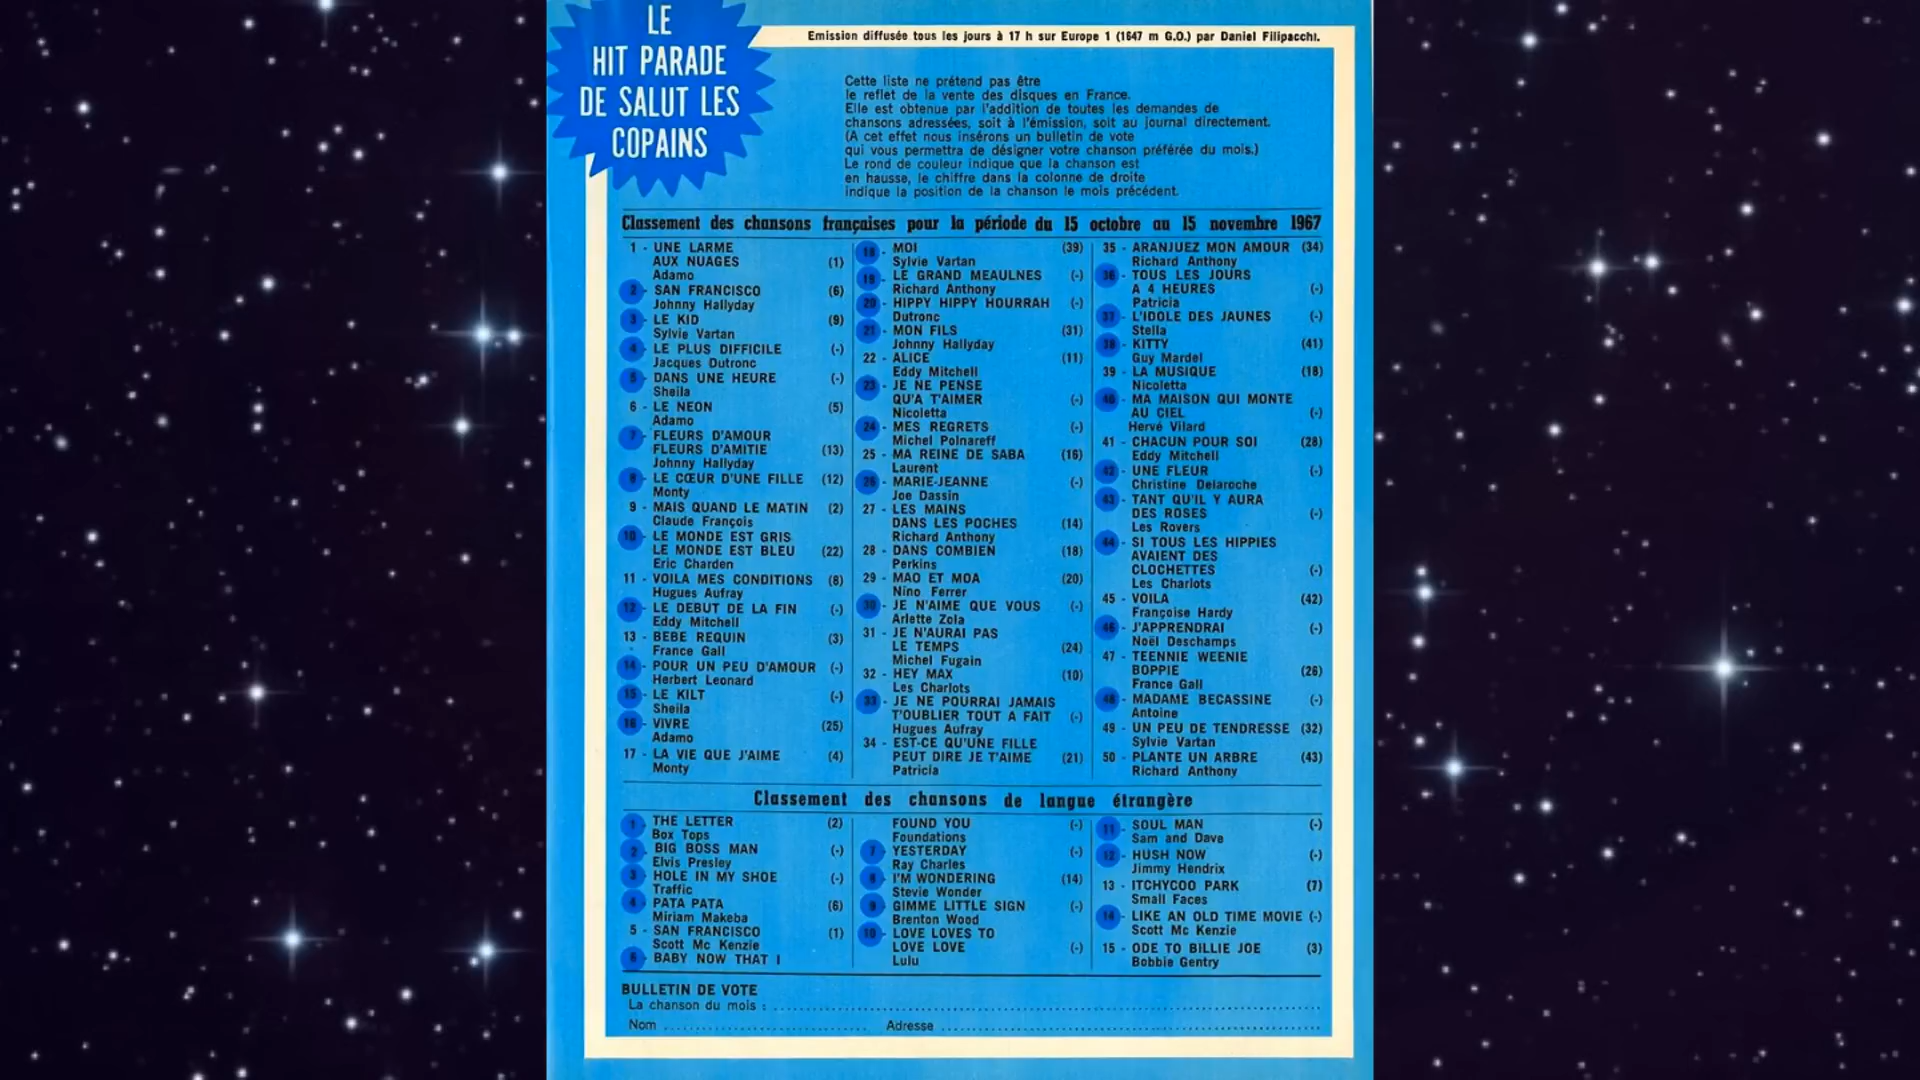 LE
HIT PARADE
DE SALUT LES
COPAINS
Emission diffusée tous les jours à 17 h sur Europe 1 (1647 m G.O.) par Daniel Filipacchi.
Cette liste ne prétend pas être
le reflet de la vente des disques en France.
Elle est obtenue par l'addition de toutes les demandes de
chansons adressées, soit à l'émission, soit au journal directement.
(A cet effet nous insérons un bulletin de vote
qui vous permettra de désigner votre chanson préférée du mois.)
Le rond de couleur indique que la chanson est
en hausse, le chiffre dans la colonne de droite
indique la position de la chanson le mois précédent.
Classement des chansons françaises pour la période du 15 octobre au 15 novembre 1967
1 - UNE LARME
AUX NUAGES (1)
Adamo
2 - SAN FRANCISCO (6)
Johnny Hallyday
3 - LE KID (9)
Sylvie Vartan
4 - LE PLUS DIFFICILE (-)
Jacques Dutronc
5 - DANS UNE HEURE (-)
Sheila
6 - LE NEON (5)
Adamo
7 - FLEURS D'AMOUR
FLEURS D'AMITIE (13)
Johnny Hallyday
8 - LE CŒUR D'UNE FILLE (12)
Monty
9 - MAIS QUAND LE MATIN (2)
Claude François
10 - LE MONDE EST GRIS
LE MONDE EST BLEU (22)
Eric Charden
11 - VOILA MES CONDITIONS (8)
Hugues Aufray
12 - LE DEBUT DE LA FIN (-)
Eddy Mitchell
13 - BEBE REQUIN (3)
France Gall
14 - POUR UN PEU D'AMOUR (-)
Herbert Leonard
15 - LE KILT (-)
Sheila
16 - VIVRE (25)
Adamo
17 - LA VIE QUE J'AIME (4)
Monty
18 - MOI (39)
Sylvie Vartan
19 - LE GRAND MEAULNES (-)
Richard Anthony
20 - HIPPY HIPPY HOURRAH (-)
Dutronc
21 - MON FILS (31)
Johnny Hallyday
22 - ALICE (11)
Eddy Mitchell
23 - JE NE PENSE
QU'A T'AIMER (-)
Nicoletta
24 - MES REGRETS (-)
Michel Polnareff
25 - MA REINE DE SABA (16)
Laurent
26 - MARIE-JEANNE (-)
Joe Dassin
27 - LES MAINS
DANS LES POCHES (14)
Richard Anthony
28 - DANS COMBIEN (18)
Perkins
29 - MAO ET MOA (20)
Nino Ferrer
30 - JE N'AIME QUE VOUS (-)
Arlette Zola
31 - JE N'AURAI PAS
LE TEMPS (24)
Michel Fugain
32 - HEY MAX (10)
Les Charlots
33 - JE NE POURRAI JAMAIS
T'OUBLIER TOUT A FAIT (-)
Hugues Aufray
34 - EST-CE QU'UNE FILLE
PEUT DIRE JE T'AIME (21)
Patricia
35 - ARANJUEZ MON AMOUR (34)
Richard Anthony
36 - TOUS LES JOURS
A 4 HEURES (-)
Patricia
37 - L'IDOLE DES JAUNES (-)
Stella
38 - KITTY (41)
Guy Mardel
39 - LA MUSIQUE (18)
Nicoletta
40 - MA MAISON QUI MONTE
AU CIEL (-)
Hervé Vilard
41 - CHACUN POUR SOI (28)
Eddy Mitchell
42 - UNE FLEUR (-)
Christine Delaroche
43 - TANT QU'IL Y AURA
DES ROSES (-)
Les Rovers
44 - SI TOUS LES HIPPIES
AVAIENT DES
CLOCHETTES (-)
Les Charlots
45 - VOILA (42)
Françoise Hardy
46 - J'APPRENDRAI (-)
Noël Deschamps
47 - TEENNIE WEENIE
BOPPIE (26)
France Gall
48 - MADAME BECASSINE (-)
Antoine
49 - UN PEU DE TENDRESSE (32)
Sylvie Vartan
50 - PLANTE UN ARBRE (43)
Richard Anthony
Classement des chansons de langue étrangère
1 - THE LETTER (2)
Box Tops
2 - BIG BOSS MAN (-)
Elvis Presley
3 - HOLE IN MY SHOE (-)
Traffic
4 - PATA PATA (6)
Miriam Makeba
5 - SAN FRANCISCO (1)
Scott Mc Kenzie
6 - BABY NOW THAT I
FOUND YOU (-)
Foundations
7 - YESTERDAY (-)
Ray Charles
8 - I'M WONDERING (14)
Stevie Wonder
9 - GIMME LITTLE SIGN (-)
Brenton Wood
10 - LOVE LOVES TO
LOVE LOVE (-)
Lulu
11 - SOUL MAN (-)
Sam and Dave
12 - HUSH NOW (-)
Jimmy Hendrix
13 - ITCHYCOO PARK (7)
Small Faces
14 - LIKE AN OLD TIME MOVIE (-)
Scott Mc Kenzie
15 - ODE TO BILLIE JOE (3)
Bobbie Gentry
BULLETIN DE VOTE
La chanson du mois :
Nom Adresse